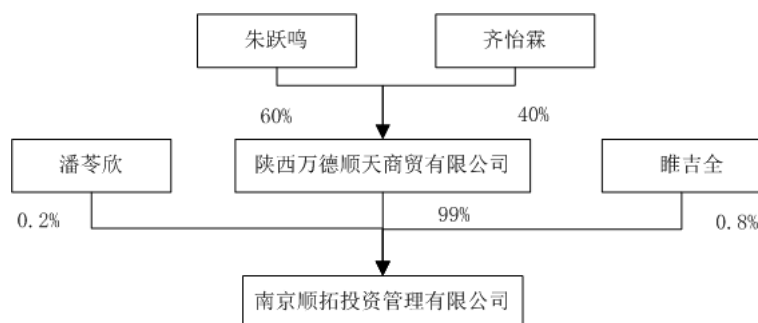 朱跃鸣
齐怡霖
60%
40%
潘苓欣
陕西万德顺天商贸有限公司
睢吉全
0.2%
99%
0.8%
南京顺拓投资管理有限公司